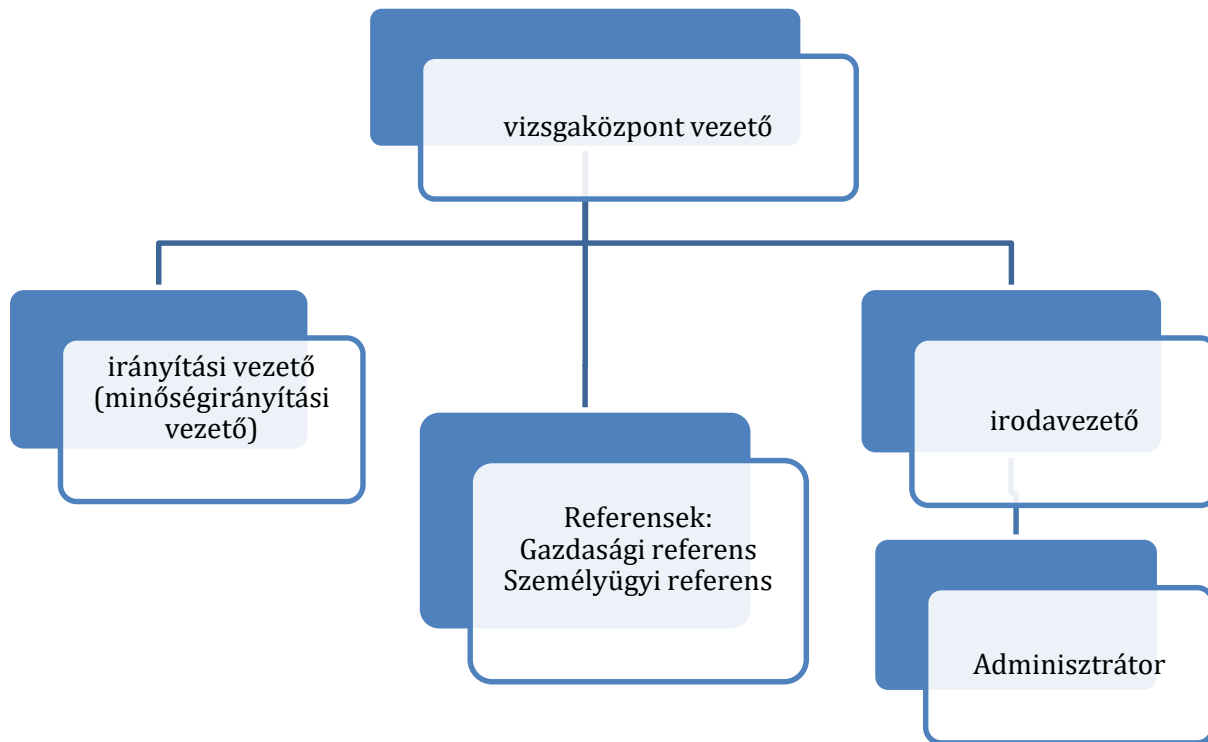 vizsgaközpont vezető
irányítási vezető
(minőségirányítási
vezető)
Referensek:
Gazdasági referens
Személyügyi referens
irodavezető
Adminisztrátor